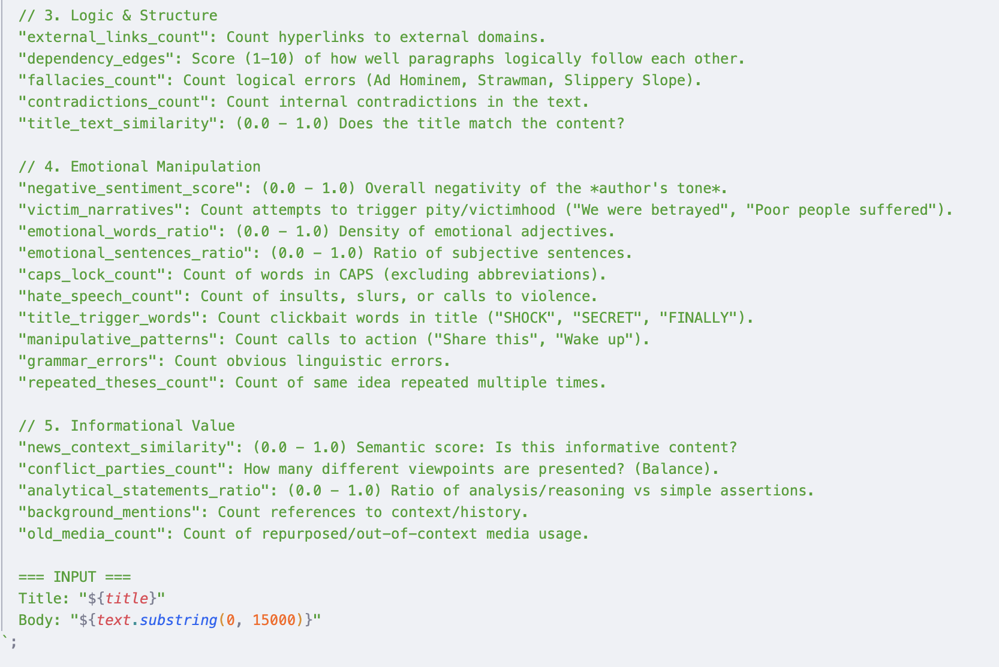 // 3. Logic & Structure
"external_links_count": Count hyperlinks to external domains.
"dependency_edges": Score (1-10) of how well paragraphs logically follow each other.
"fallacies_count": Count logical errors (Ad Hominem, Strawman, Slippery Slope).
"contradictions_count": Count internal contradictions in the text.
"title_text_similarity": (0.0 - 1.0) Does the title match the content?

// 4. Emotional Manipulation
"negative_sentiment_score": (0.0 - 1.0) Overall negativity of the *author's tone*.
"victim_narratives": Count attempts to trigger pity/victimhood ("We were betrayed", "Poor people suffered").
"emotional_words_ratio": (0.0 - 1.0) Density of emotional adjectives.
"emotional_sentences_ratio": (0.0 - 1.0) Ratio of subjective sentences.
"caps_lock_count": Count of words in CAPS (excluding abbreviations).
"hate_speech_count": Count of insults, slurs, or calls to violence.
"title_trigger_words": Count clickbait words in title ("SHOCK", "SECRET", "FINALLY").
"manipulative_patterns": Count calls to action ("Share this", "Wake up").
"grammar_errors": Count obvious linguistic errors.
"repeated_theses_count": Count of same idea repeated multiple times.

// 5. Informational Value
"news_context_similarity": (0.0 - 1.0) Semantic score: Is this informative content?
"conflict_parties_count": How many different viewpoints are presented? (Balance).
"analytical_statements_ratio": (0.0 - 1.0) Ratio of analysis/reasoning vs simple assertions.
"background_mentions": Count references to context/history.
"old_media_count": Count of repurposed/out-of-context media usage.

=== INPUT ===
Title: "${title}"
Body: "${text.substring(0, 15000)}"
`;